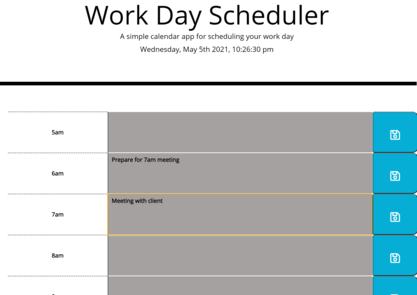 Work Day Scheduler
A simple calendar app for scheduling your work day
Wednesday, May 5th 2021, 10:26:30 pm
5am
6am
Prepare for 7am meeting
7am
Meeting with client
8am